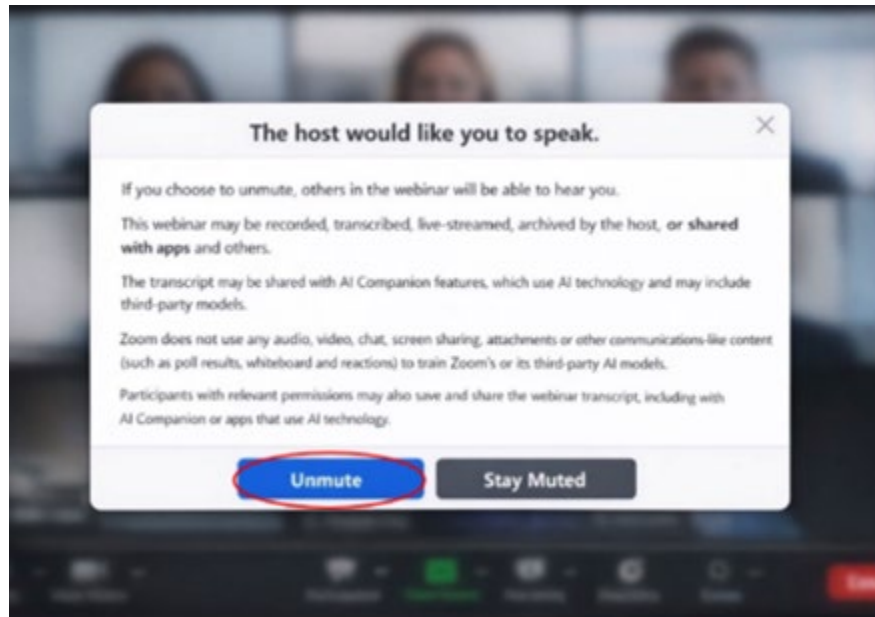 The host would like you to speak.
If you choose to unmute, others in the webinar will be able to hear you.
This webinar may be recorded, transcribed, live-streamed, archived by the host, or shared
with apps and others.
The transcript may be shared with AI Companion features, which use AI technology and may include
third-party models.
Zoom does not use any audio, video, chat, screen sharing, attachments or other communications-like content
(such as poll results, whiteboard and reactions) to train Zoom's or its third-party AI models.
Participants with relevant permissions may also save and share the webinar transcript, including with
AI Companion or apps that use AI technology.
Unmute Stay Muted